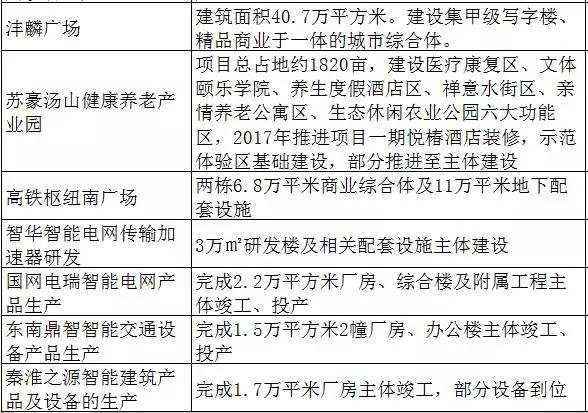 沣麟广场
建筑面积40.7万平方米。建设集甲级写字楼、
精品商业于一体的城市综合体。
苏豪汤山健康养老产
业园
项目总占地约1820亩，建设医疗康复区、文体
颐乐学院、养生度假酒店区、禅意水街区、亲
情养老公寓区、生态休闲农业公园六大功能
区，2017年推进项目一期悦椿酒店装修，示范
体验区基础建设，部分推进至主体建设
高铁枢纽南广场
两栋6.8万平米商业综合体及11万平米地下配
套设施
智华智能电网传输加
速器研发
3万㎡研发楼及相关配套设施主体建设
国网电瑞智能电网产
品生产
完成2.2万平方米厂房、综合楼及附属工程主
体竣工、投产
东南鼎智智能交通设
备产品生产
完成1.5万平方米2幢厂房、办公楼主体竣工、
投产
秦淮之源智能建筑产
品及设备的生产
完成1.7万平米厂房主体竣工，部分设备到位